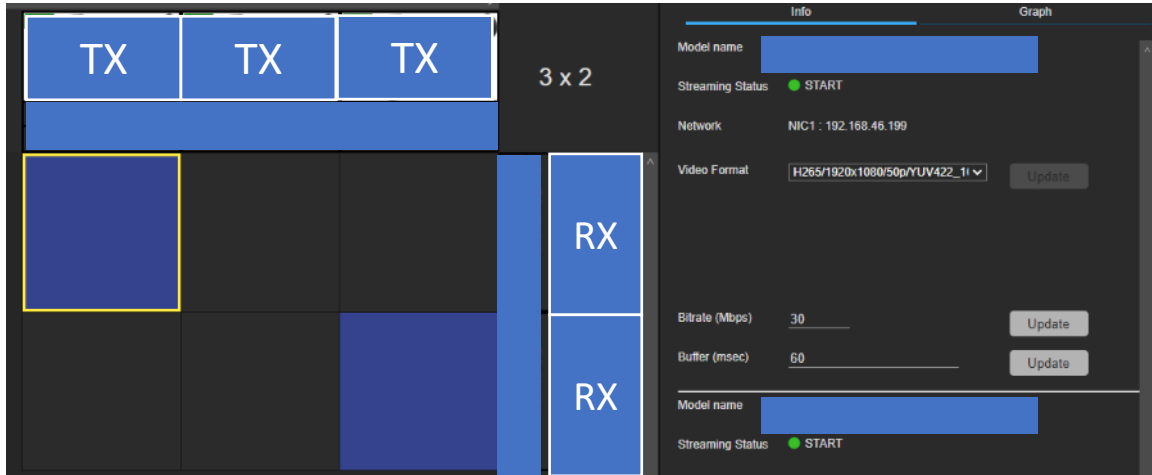 TX TX TX
3 x 2
RX
RX
Info Graph
Model name
Streaming Status START
Network NIC1 : 192.168.46.199
Video Format H265/1920x1080/50p/YUV422_1 Update
Bitrate (Mbps) 30 Update
Buffer (msec) 60 Update
Model name
Streaming Status START